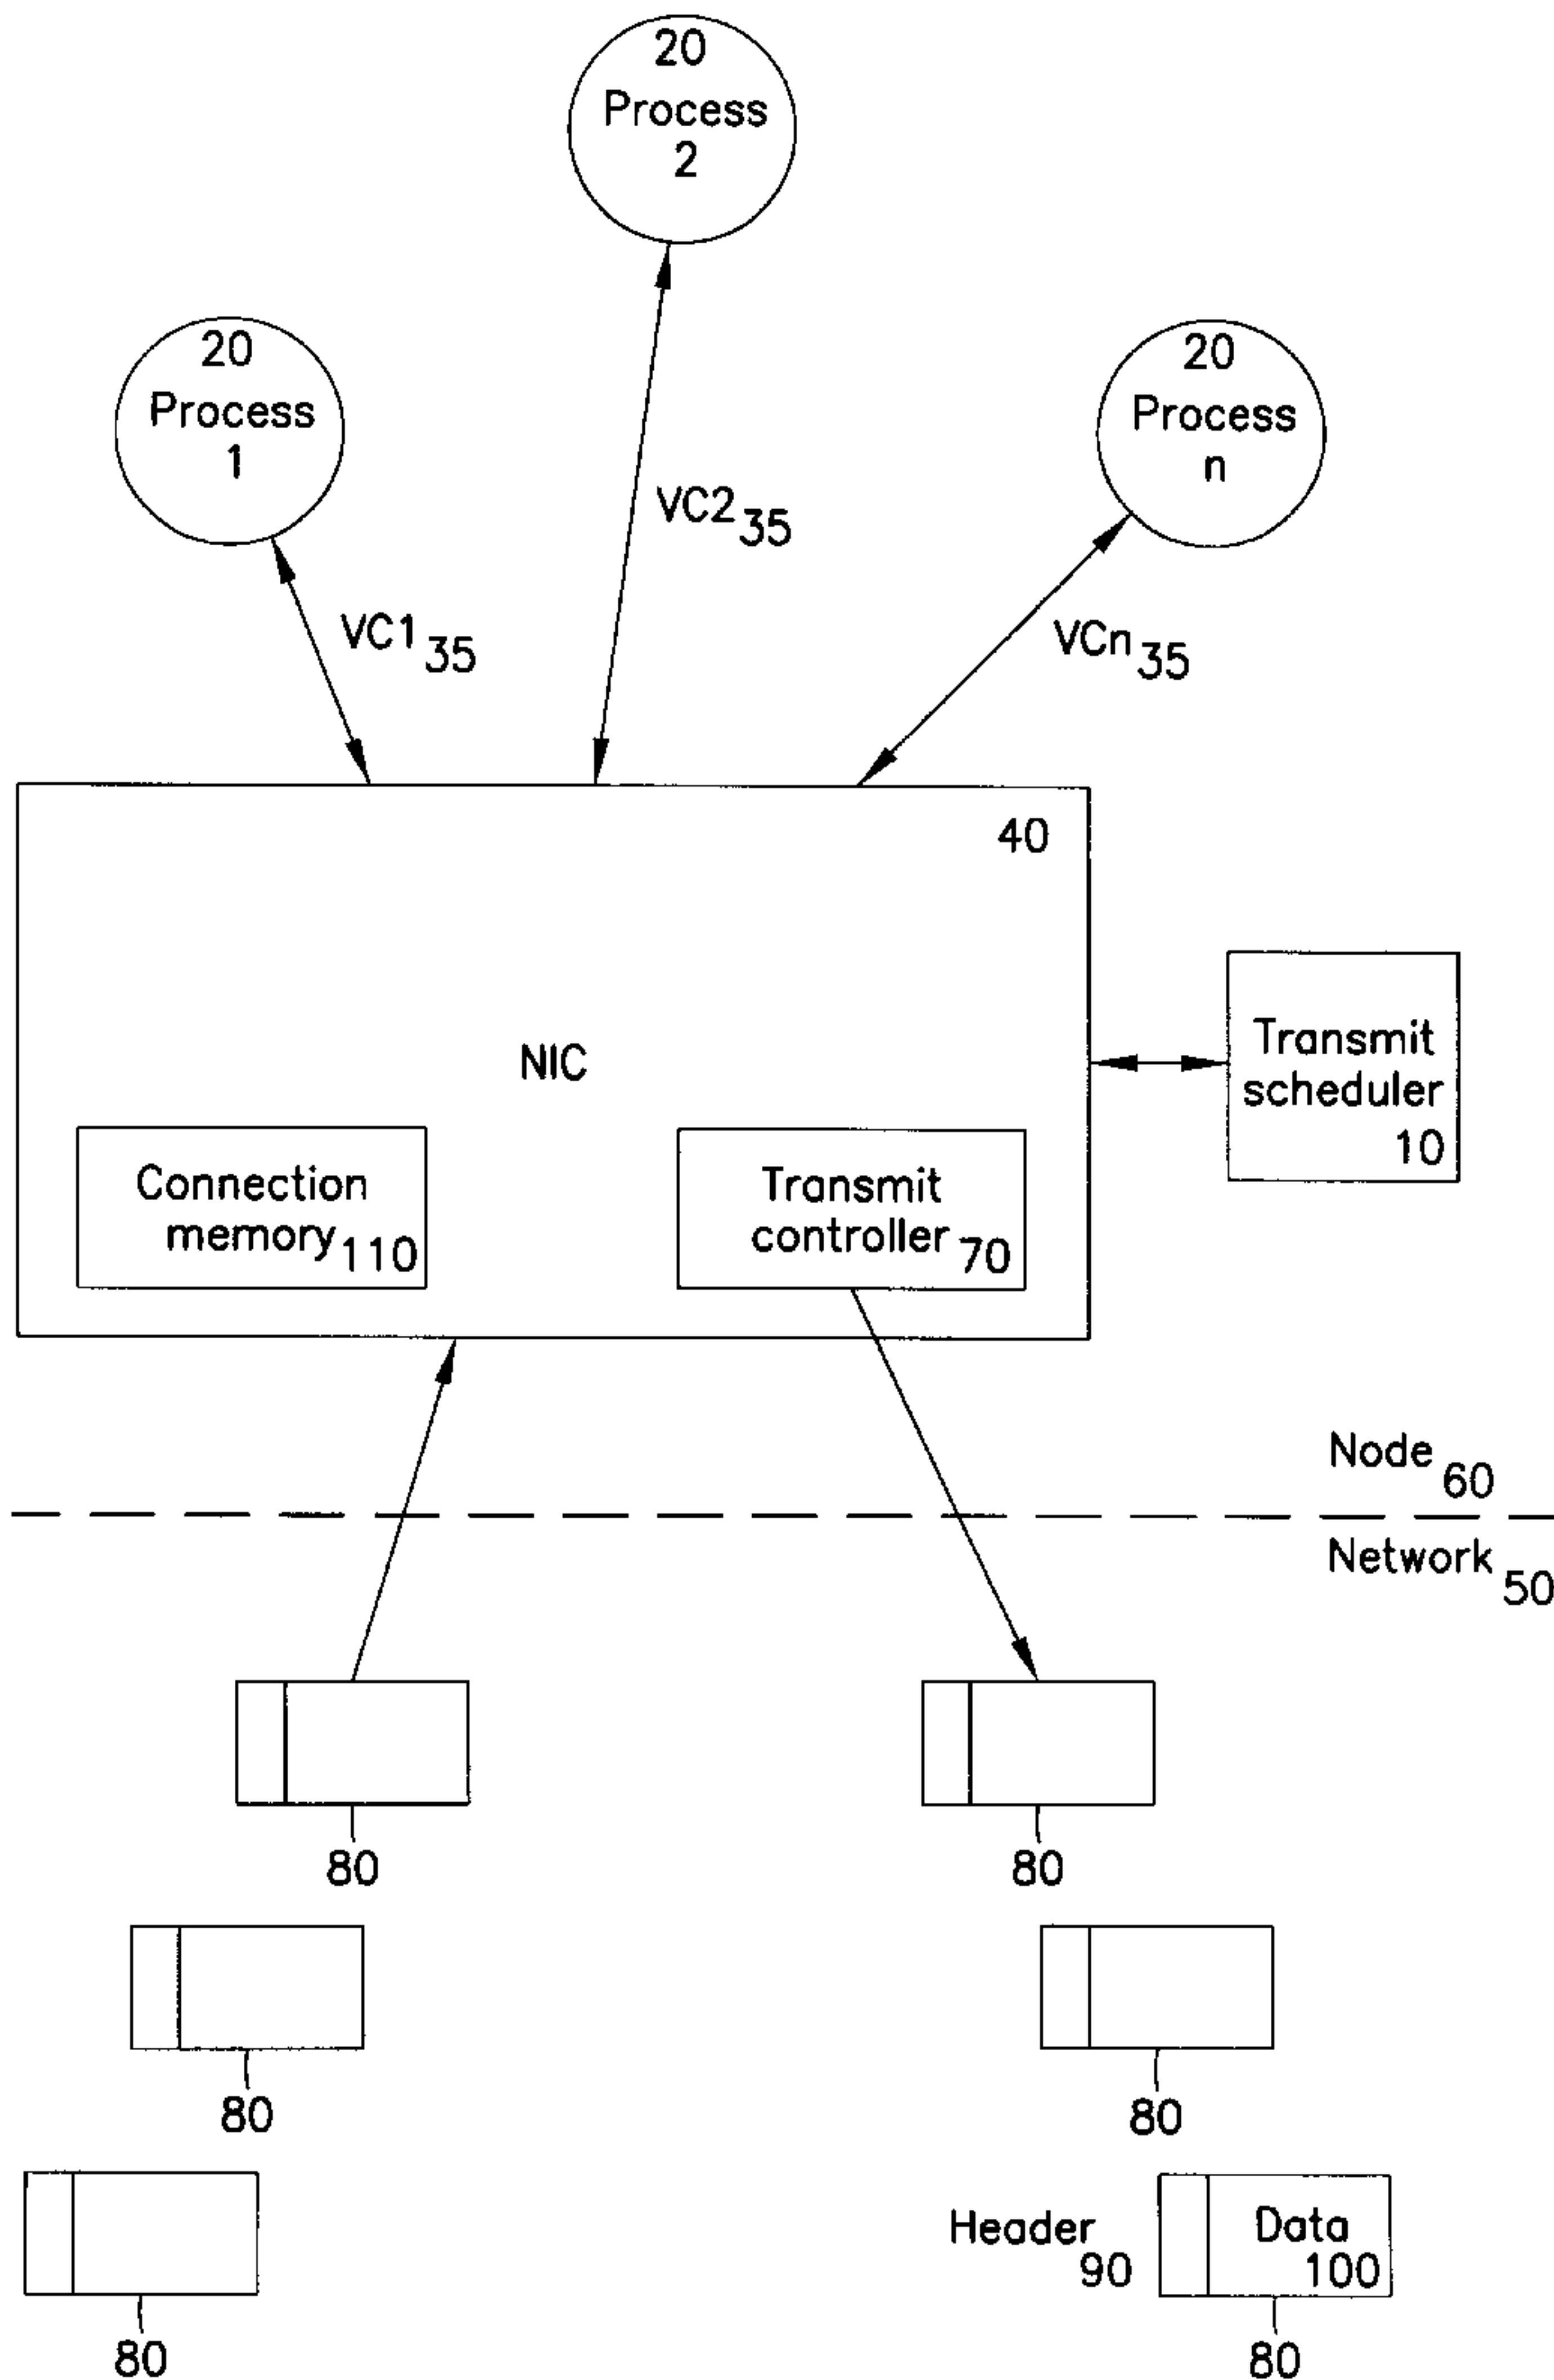 20
Process
2
20
Process
1
20
Process
n
VC2 35
VC1 35
VCn 35
40
NIC
Transmit
scheduler
10
Connection
memory 110
Transmit
controller 70
Node 60
Network 50
80
80
80
80
Header 90
Data
100
80
80